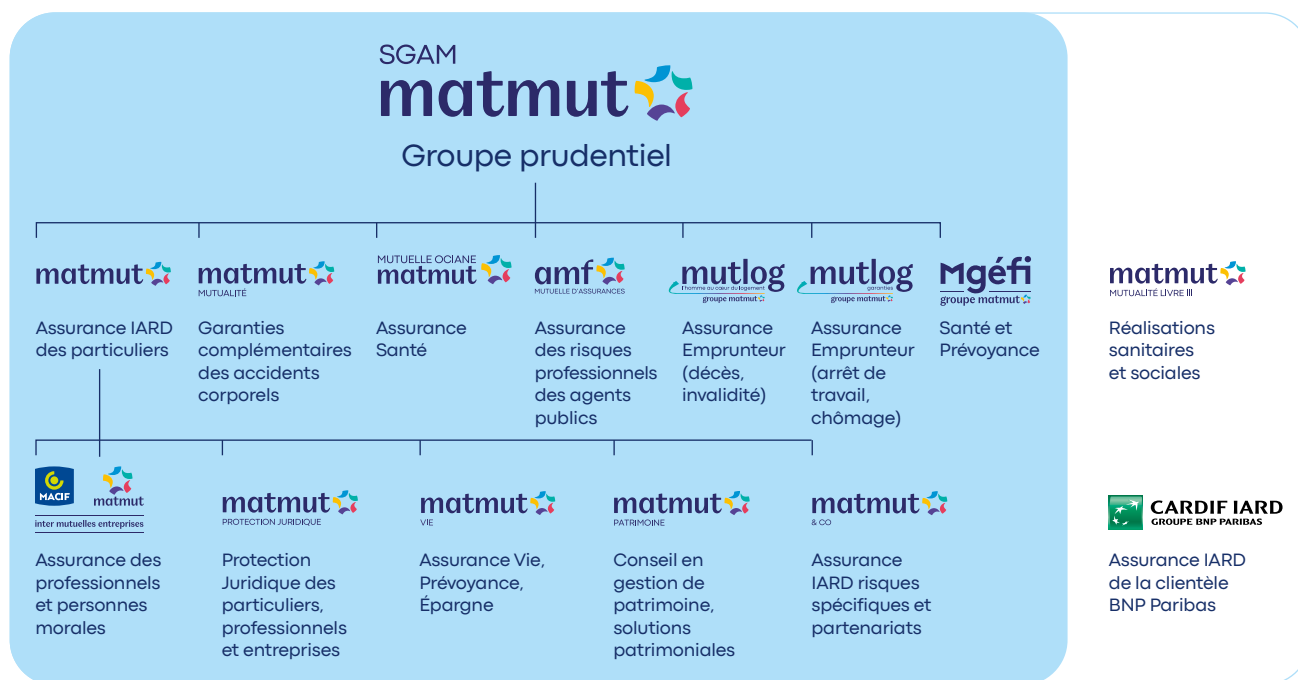 SGAM
matmut
Groupe prudentiel
matmut
Assurance IARD
des particuliers
matmut
MUTUALITÉ
Garanties
complémentaires
des accidents
corporels
MUTUELLE OCIANE
matmut
Assurance
Santé
amf
MUTUELLE D'ASSURANCES
Assurance
des risques
professionnels
des agents
publics
mutlog
l'homme au cœur du logement
groupe matmut
Assurance
Emprunteur
(décès,
invalidité)
mutlog
garanties
groupe matmut
Assurance
Emprunteur
(arrêt de
travail,
chômage)
Mgéfi
groupe matmut
Santé et
Prévoyance
matmut
MUTUALITÉ LIVRE III
Réalisations
sanitaires
et sociales
MACIF
matmut
inter mutuelles entreprises
Assurance des
professionnels
et personnes
morales
matmut
PROTECTION JURIDIQUE
Protection
Juridique des
particuliers,
professionnels
et entreprises
matmut
VIE
Assurance Vie,
Prévoyance,
Épargne
matmut
PATRIMOINE
Conseil en
gestion de
patrimoine,
solutions
patrimoniales
matmut
& CO
Assurance
IARD risques
spécifiques et
partenariats
CARDIF IARD
GROUPE BNP PARIBAS
Assurance IARD
de la clientèle
BNP Paribas